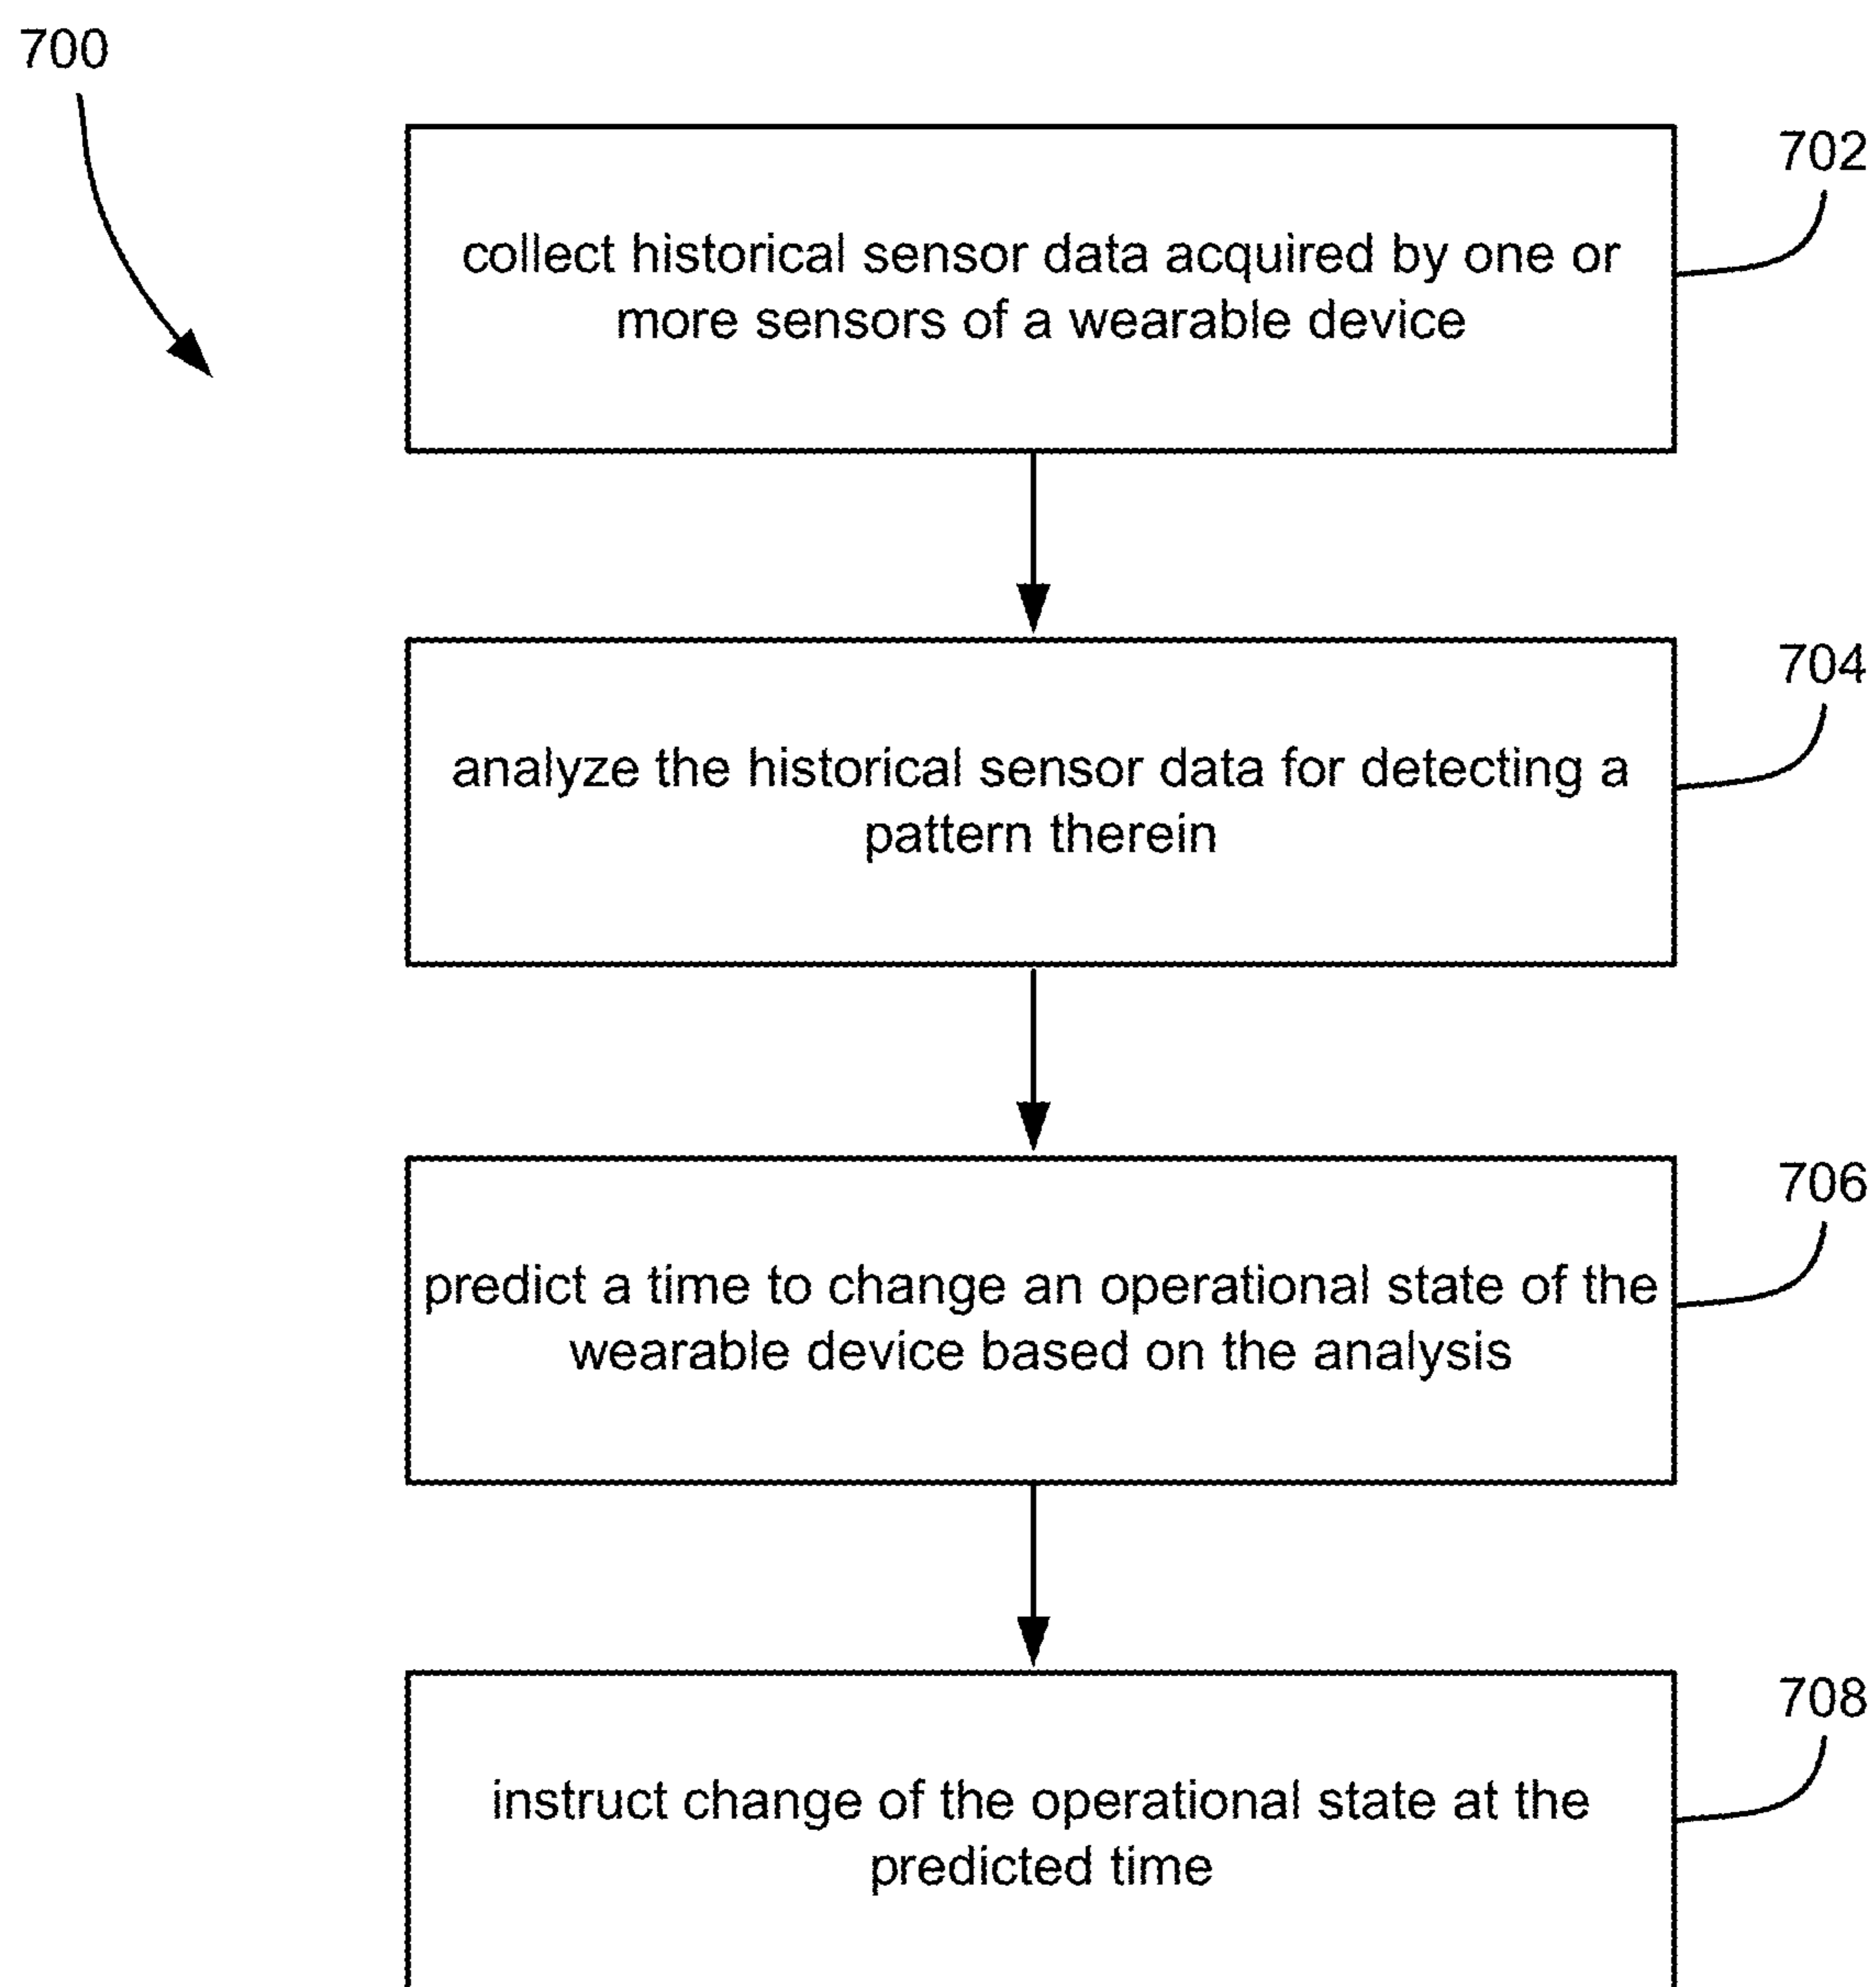 700
702
collect historical sensor data acquired by one or
more sensors of a wearable device
704
analyze the historical sensor data for detecting a
pattern therein
706
predict a time to change an operational state of the
wearable device based on the analysis
708
instruct change of the operational state at the
predicted time